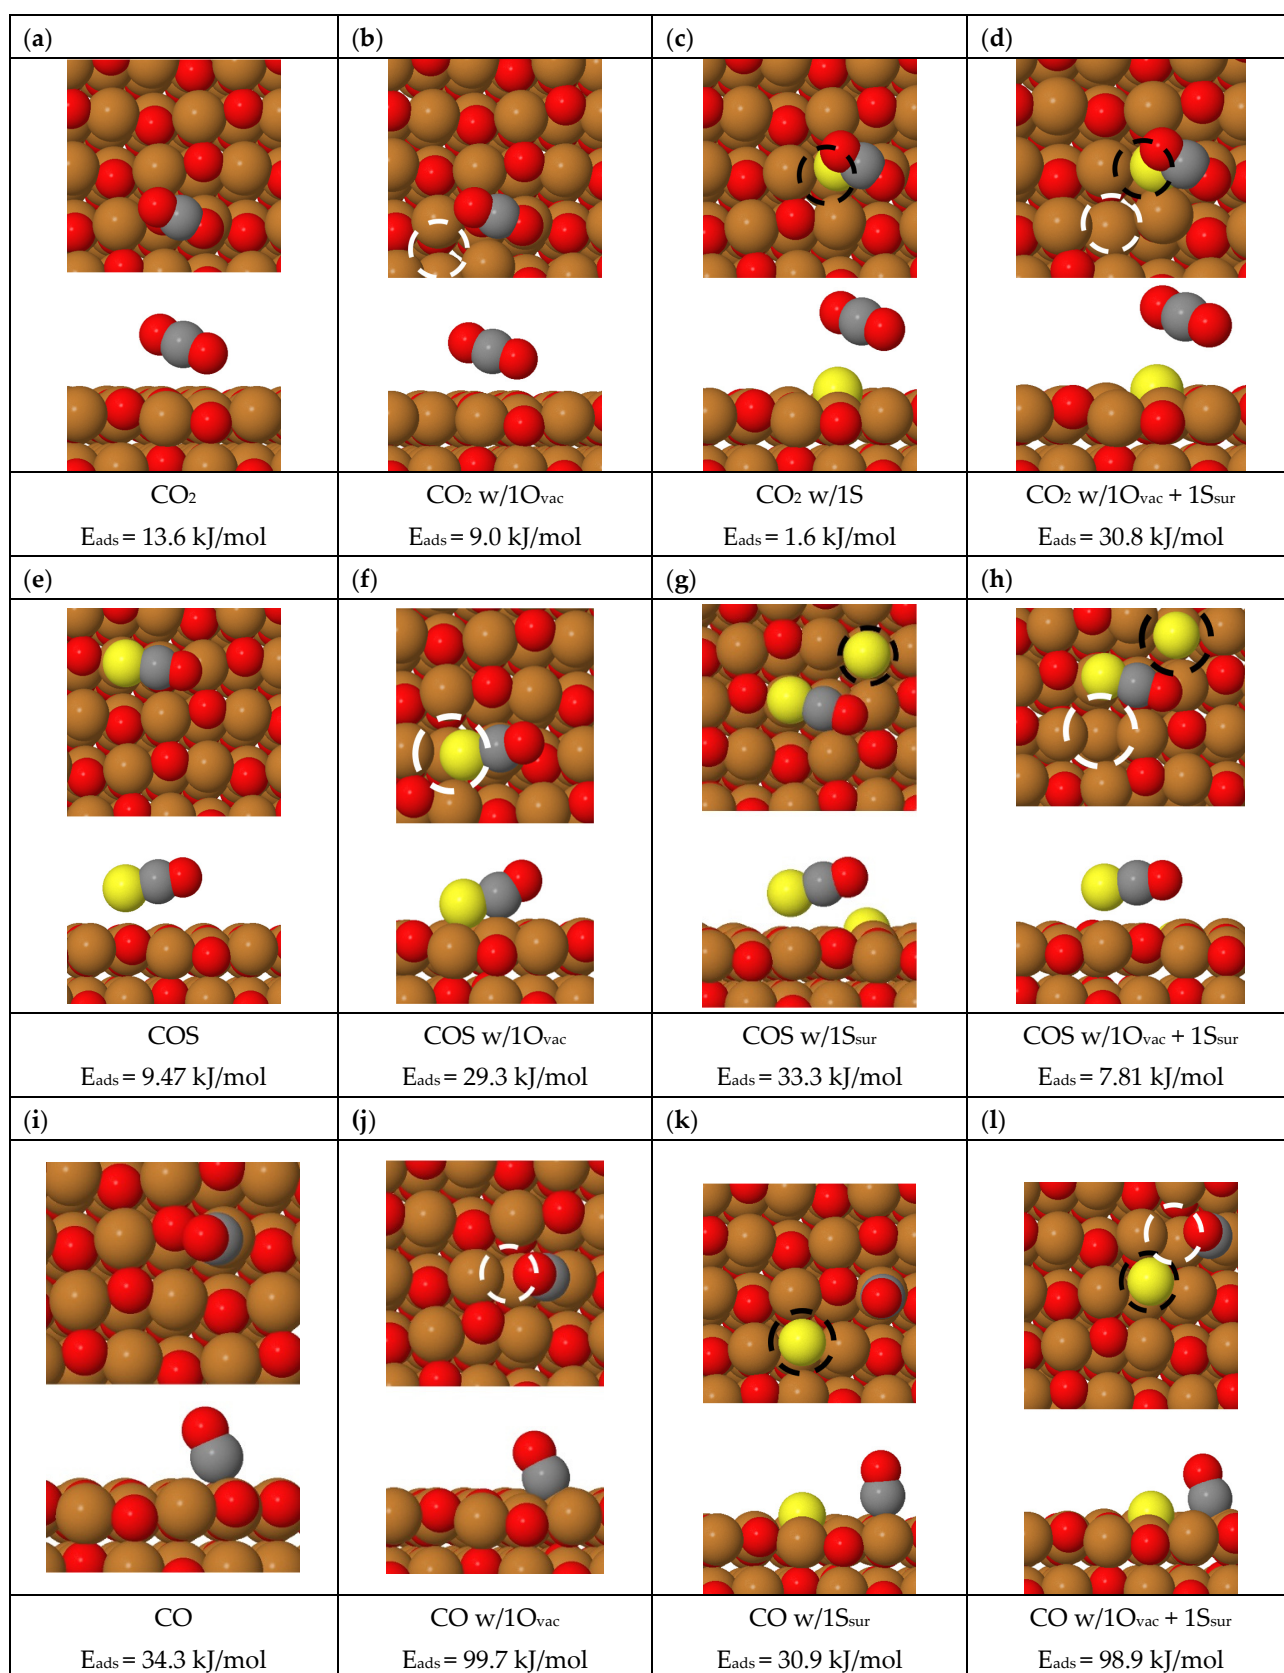 (a) (b) (c) (d)
CO₂ CO₂ w/1Oᵥₐc CO₂ w/1S CO₂ w/1Oᵥₐc + 1Ssur
Eads = 13.6 kJ/mol Eads = 9.0 kJ/mol Eads = 1.6 kJ/mol Eads = 30.8 kJ/mol
(e) (f) (g) (h)
COS COS w/1Oᵥₐc COS w/1Ssur COS w/1Oᵥₐc + 1Ssur
Eads = 9.47 kJ/mol Eads = 29.3 kJ/mol Eads = 33.3 kJ/mol Eads = 7.81 kJ/mol
(i) (j) (k) (l)
CO CO w/1Oᵥₐc CO w/1Ssur CO w/1Oᵥₐc + 1Ssur
Eads = 34.3 kJ/mol Eads = 99.7 kJ/mol Eads = 30.9 kJ/mol Eads = 98.9 kJ/mol